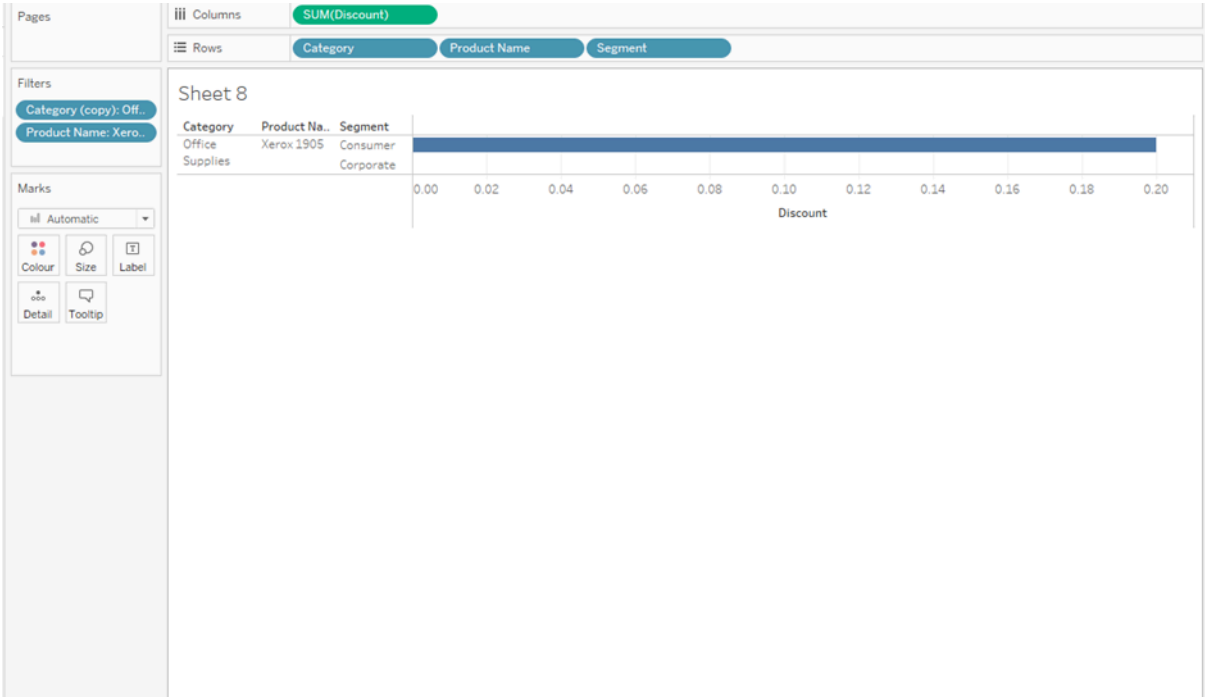 Pages
Columns
SUM(Discount)
Rows
Category Product Name Segment
Filters
Category (copy): Off..
Product Name: Xero..
Marks
Automatic
Colour Size Label
Detail Tooltip
Sheet 8
Category Product Na.. Segment
Office Xerox 1905 Consumer
Supplies Corporate
0.00 0.02 0.04 0.06 0.08 0.10 0.12 0.14 0.16 0.18 0.20
Discount